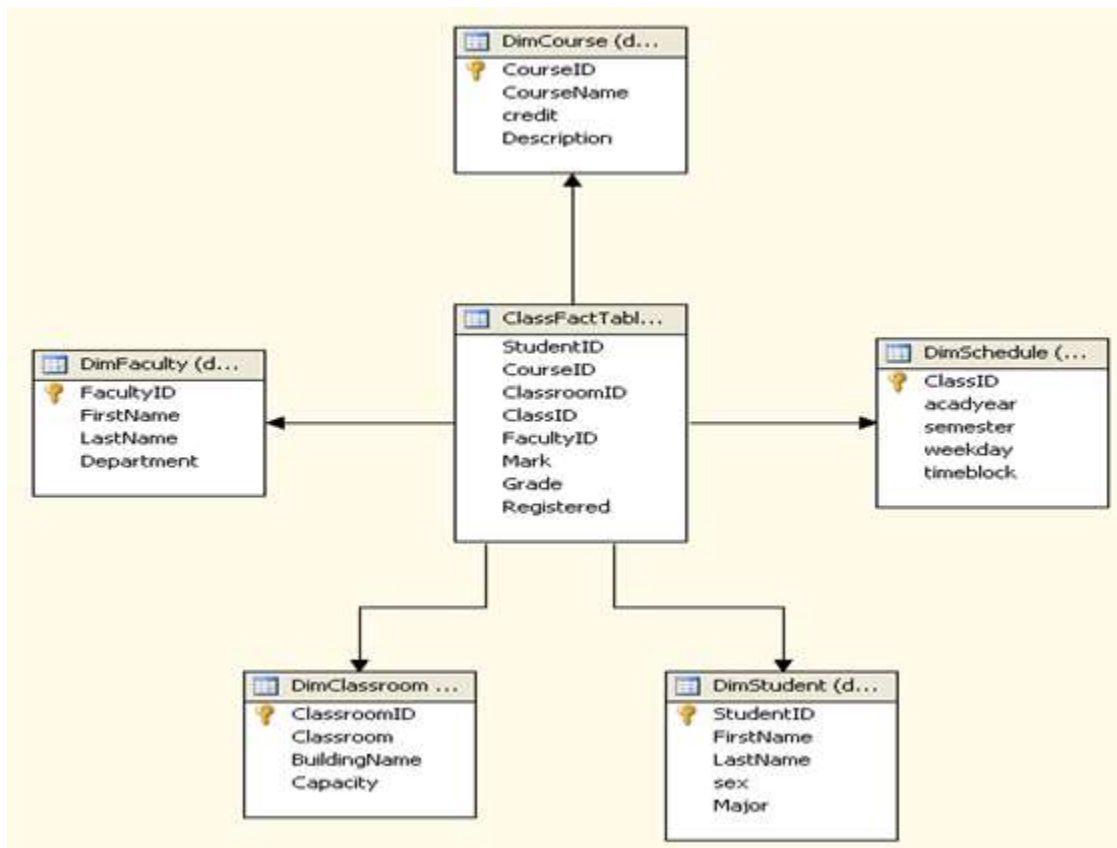 DimCourse (d...
CourseID
CourseName
credit
Description
ClassFactTabl...
StudentID
CourseID
ClassroomID
ClassID
FacultyID
Mark
Grade
Registered
DimFaculty (d...
FacultyID
FirstName
LastName
Department
DimSchedule (...
ClassID
acadyear
semester
weekday
timeblock
DimClassroom ...
ClassroomID
Classroom
BuildingName
Capacity
DimStudent (d...
StudentID
FirstName
LastName
sex
Major